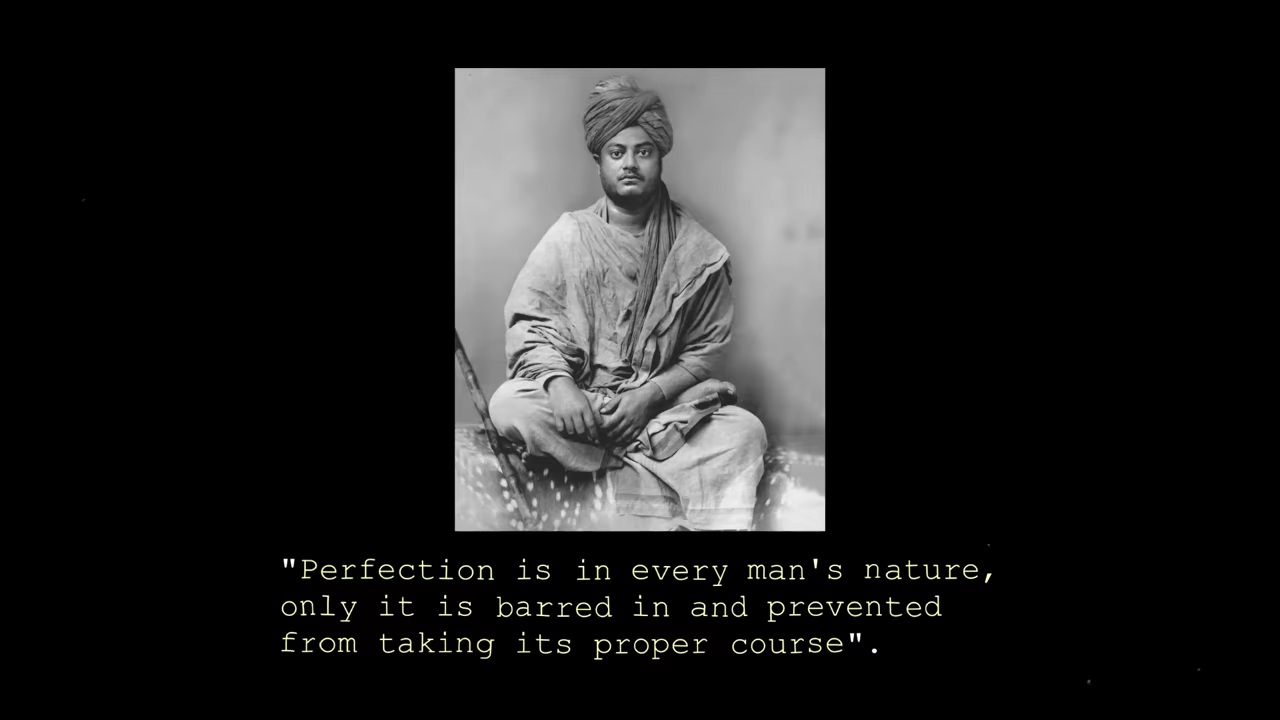 "Perfection is in every man's nature,
only it is barred in and prevented
from taking its proper course".